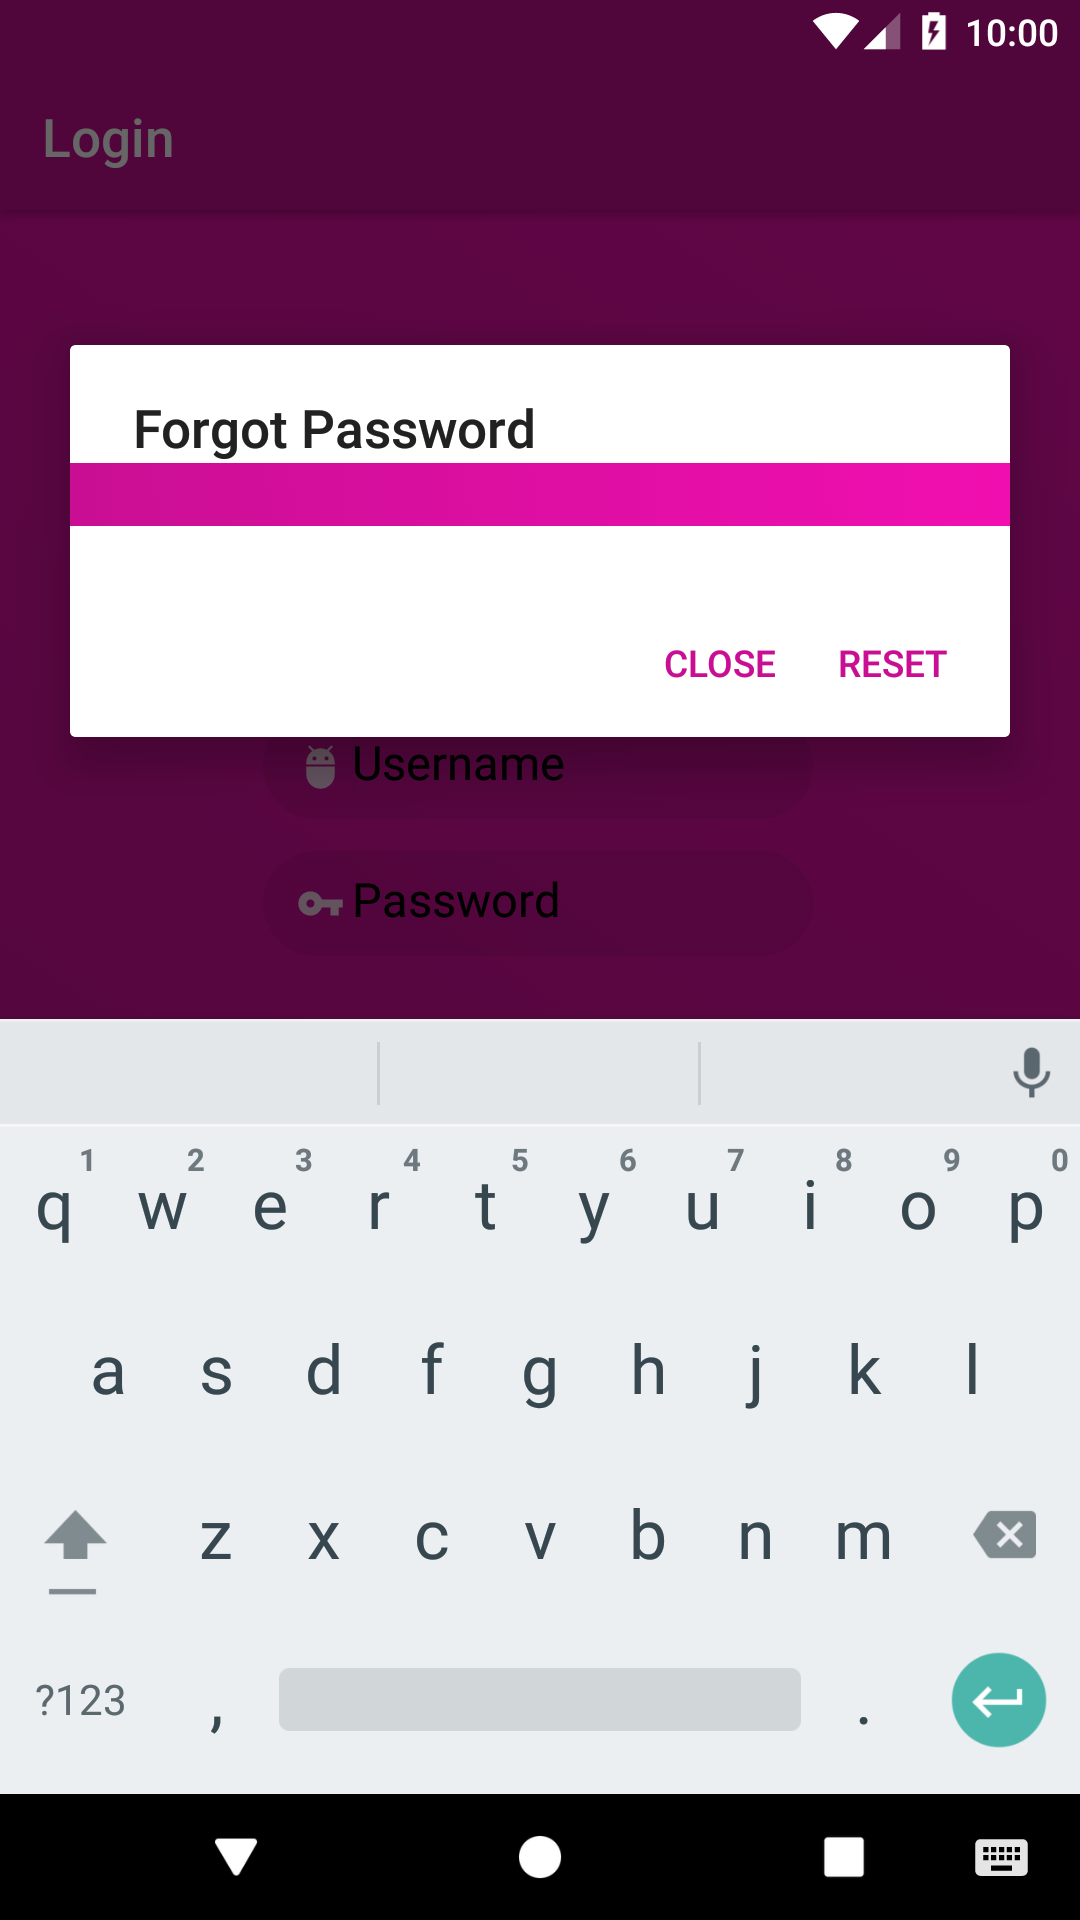 10:00
Login
Forgot Password
CLOSE RESET
Username
Password
1 2 3 4 5 6 7 8 9 0
q w e r t y u i o p
a s d f g h j k l
z x c v b n m
?123 , .